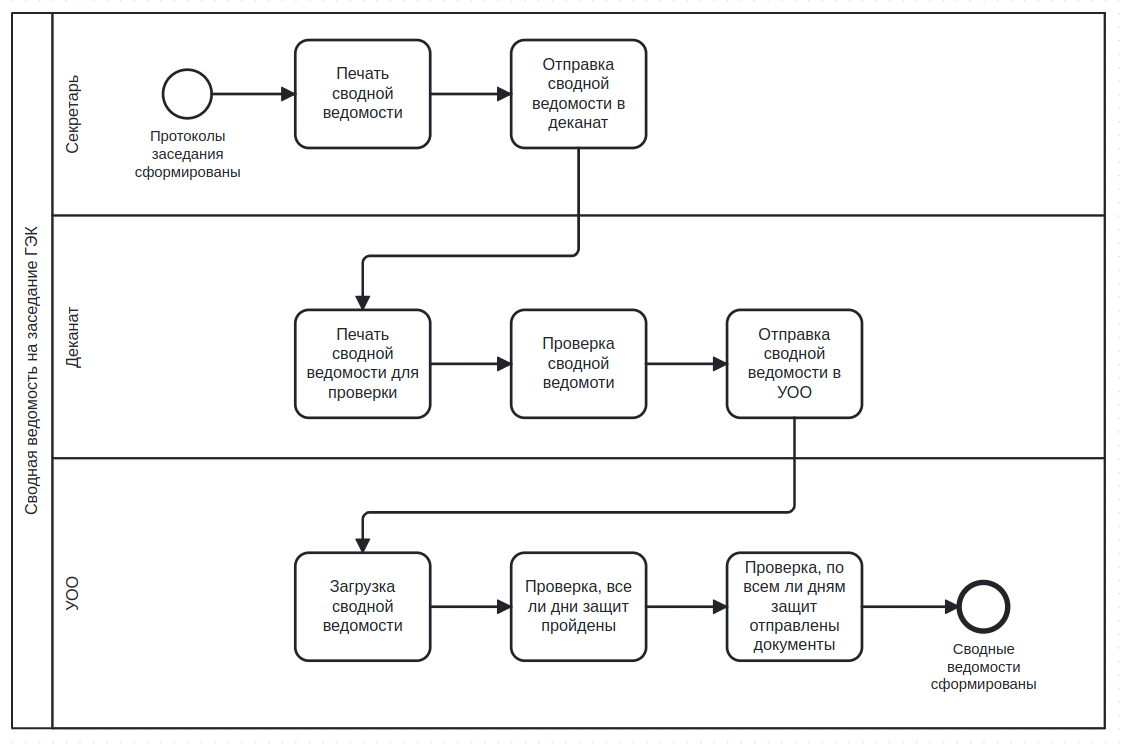 Сводная ведомость на заседание ГЭК
Секретарь
Протоколы
заседания
сформированы
Печать
сводной
ведомости
Отправка
сводной
ведомости в
деканат
Деканат
Печать
сводной
ведомости для
проверки
Проверка
сводной
ведомоти
Отправка
сводной
ведомости в
УОО
УОО
Загрузка
сводной
ведомости
Проверка, все
ли дни защит
пройдены
Проверка, по
всем ли дням
защит
отправлены
документы
Сводные
ведомости
сформированы